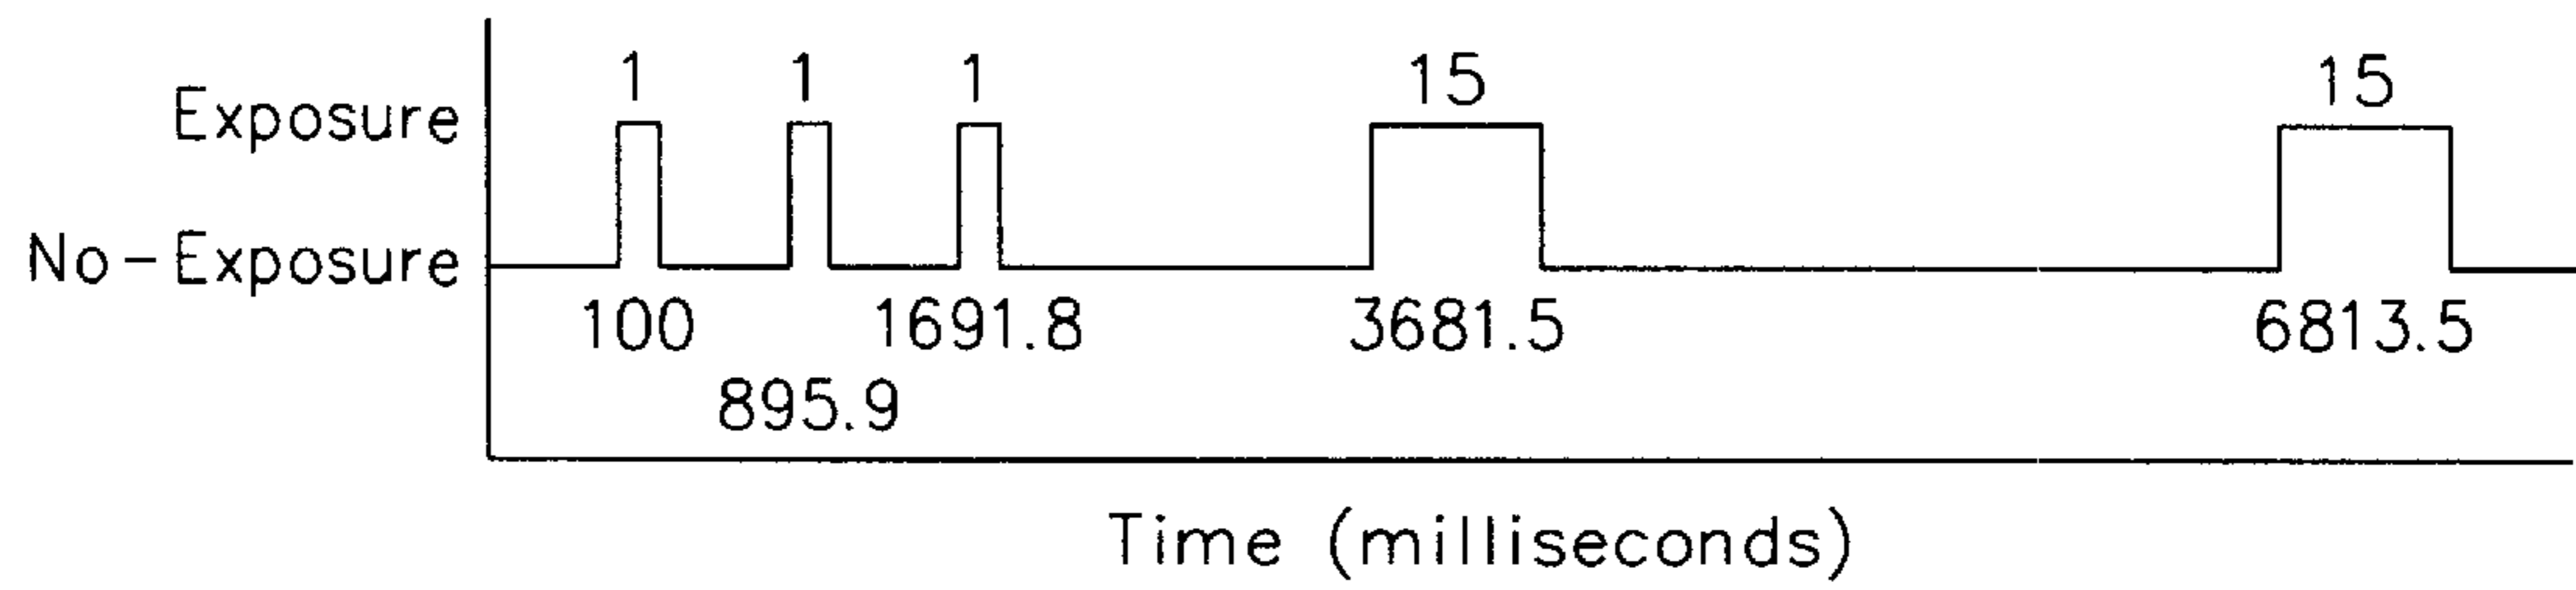 1 1 1 15 15
Exposure
No-Exposure
100 1691.8 3681.5 6813.5
895.9
Time (milliseconds)